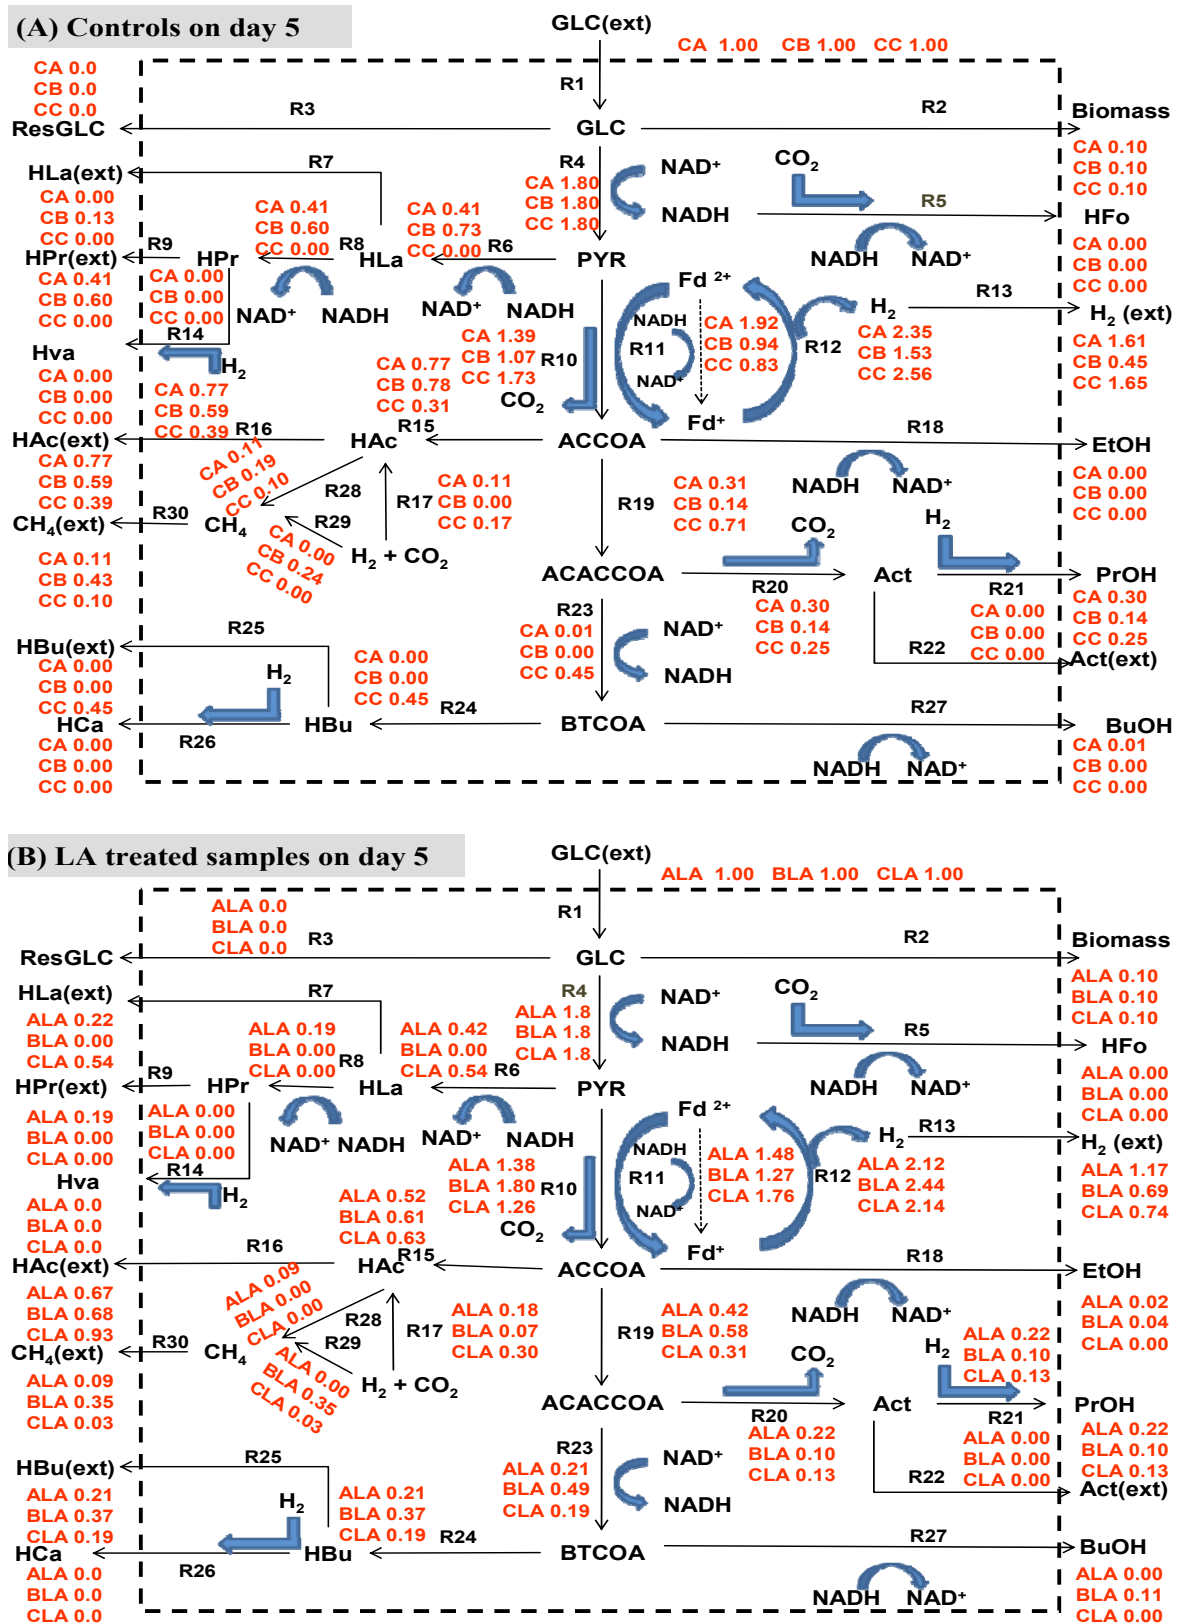 (A) Controls on day 5
GLC(ext)
CA 1.00 CB 1.00 CC 1.00
CA 0.0
CB 0.0
CC 0.0
ResGLC
R1
R3
GLC
R2
Biomass
CA 0.10
CB 0.10
CC 0.10
HLa(ext)
R7
CA 0.00
CB 0.13
CC 0.00
R4
CA 1.80
CB 1.80
CC 1.80
NAD+
NADH
CO2
R5
HFo
NADH NAD+
CA 0.00
CB 0.00
CC 0.00
CA 0.41
CB 0.60
CC 0.00
CA 0.41
CB 0.73
CC 0.00
HPr(ext)
R9
HPr
R8
HLa
R6
PYR
CA 0.41
CB 0.60
CC 0.00
CA 0.00
CB 0.00
CC 0.00
NAD+ NADH
NAD+ NADH
Fd 2+
NADH
R11
NAD+
CA 1.92
CB 0.94
CC 0.83
Fd+
R12
H2
R13
H2 (ext)
CA 2.35
CB 1.53
CC 2.56
CA 1.61
CB 0.45
CC 1.65
R14
Hva
H2
CA 0.00
CB 0.00
CC 0.00
CA 1.39
CB 1.07
CC 1.73
R10
CO2
CA 0.77
CB 0.59
CC 0.39
CA 0.77
CB 0.78
CC 0.31
HAc(ext)
R16
HAc
R15
ACCOA
R18
EtOH
CA 0.77
CB 0.59
CC 0.39
CA 0.11
CB 0.19
CC 0.10
R28
R17
CA 0.11
CB 0.00
CC 0.17
R19
CA 0.31
CB 0.14
CC 0.71
NADH NAD+
CA 0.00
CB 0.00
CC 0.00
CH4(ext)
R30
CH4
R29
H2 + CO2
CA 0.00
CB 0.24
CC 0.00
CA 0.11
CB 0.43
CC 0.10
ACACCOA
CO2
R20
Act
H2
R21
PrOH
CA 0.30
CB 0.14
CC 0.25
CA 0.00
CB 0.00
CC 0.00
CA 0.30
CB 0.14
CC 0.25
R22
Act(ext)
R23
CA 0.01
CB 0.00
CC 0.45
NAD+
NADH
HBu(ext)
R25
CA 0.00
CB 0.00
CC 0.45
H2
CA 0.00
CB 0.00
CC 0.45
HCa
R26
HBu
R24
BTCOA
R27
BuOH
CA 0.00
CB 0.00
CC 0.00
NADH NAD+
CA 0.01
CB 0.00
CC 0.00
(B) LA treated samples on day 5
GLC(ext)
ALA 1.00 BLA 1.00 CLA 1.00
ALA 0.0
BLA 0.0
CLA 0.0
R1
ResGLC
R3
GLC
R2
Biomass
ALA 0.10
BLA 0.10
CLA 0.10
HLa(ext)
R7
ALA 0.22
BLA 0.00
CLA 0.54
R4
ALA 1.8
BLA 1.8
CLA 1.8
NAD+
NADH
CO2
R5
HFo
NADH NAD+
ALA 0.00
BLA 0.00
CLA 0.00
ALA 0.19
BLA 0.00
CLA 0.00
ALA 0.42
BLA 0.00
CLA 0.54
HPr(ext)
R9
HPr
R8
HLa
R6
PYR
ALA 0.19
BLA 0.00
CLA 0.00
ALA 0.00
BLA 0.00
CLA 0.00
NAD+ NADH
NAD+ NADH
Fd 2+
NADH
R11
NAD+
ALA 1.48
BLA 1.27
CLA 1.76
Fd+
R12
H2
R13
H2 (ext)
ALA 2.12
BLA 2.44
CLA 2.14
ALA 1.17
BLA 0.69
CLA 0.74
R14
Hva
H2
ALA 0.0
BLA 0.0
CLA 0.0
ALA 1.38
BLA 1.80
CLA 1.26
R10
CO2
ALA 0.52
BLA 0.61
CLA 0.63
HAc(ext)
R16
HAc
R15
ACCOA
R18
EtOH
ALA 0.67
BLA 0.68
CLA 0.93
ALA 0.09
BLA 0.00
CLA 0.00
R28
R17
ALA 0.18
BLA 0.07
CLA 0.30
R19
ALA 0.42
BLA 0.58
CLA 0.31
NADH NAD+
ALA 0.02
BLA 0.04
CLA 0.00
CH4(ext)
R30
CH4
R29
H2 + CO2
ALA 0.00
BLA 0.35
CLA 0.03
ALA 0.09
BLA 0.35
CLA 0.03
ACACCOA
CO2
R20
Act
H2
ALA 0.22
BLA 0.10
CLA 0.13
R21
PrOH
ALA 0.22
BLA 0.10
CLA 0.13
ALA 0.00
BLA 0.00
CLA 0.00
ALA 0.22
BLA 0.10
CLA 0.13
R22
Act(ext)
R23
ALA 0.21
BLA 0.49
CLA 0.19
NAD+
NADH
HBu(ext)
R25
ALA 0.21
BLA 0.37
CLA 0.19
H2
ALA 0.21
BLA 0.37
CLA 0.19
HCa
R26
HBu
R24
BTCOA
R27
BuOH
ALA 0.0
BLA 0.0
CLA 0.0
NADH NAD+
ALA 0.00
BLA 0.11
CLA 0.00